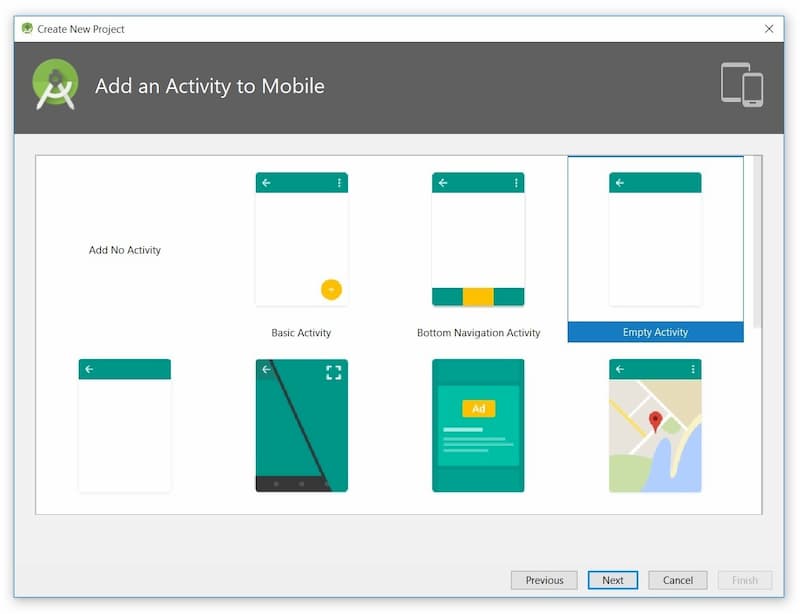 Create New Project
Add an Activity to Mobile
Add No Activity
Basic Activity
Bottom Navigation Activity
Empty Activity
Ad
Previous
Next
Cancel
Finish